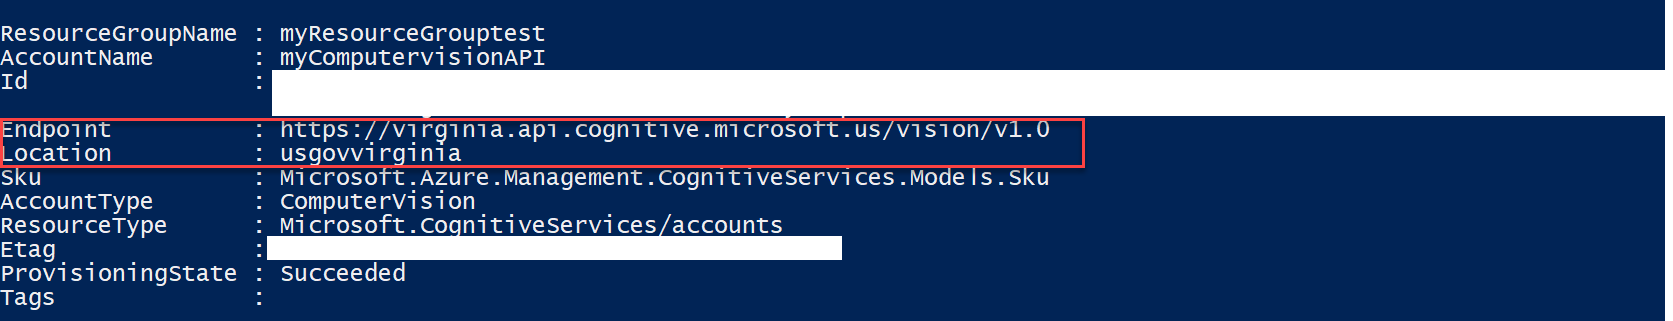 ResourceGroupName : myResourceGrouptest
AccountName : myComputervisionAPI
Id :
Endpoint : https://virginia.api.cognitive.microsoft.us/vision/v1.0
Location : usgovvirginia
Sku : Microsoft.Azure.Management.CognitiveServices.Models.Sku
AccountType : ComputerVision
ResourceType : Microsoft.CognitiveServices/accounts
Etag :
ProvisioningState : Succeeded
Tags :